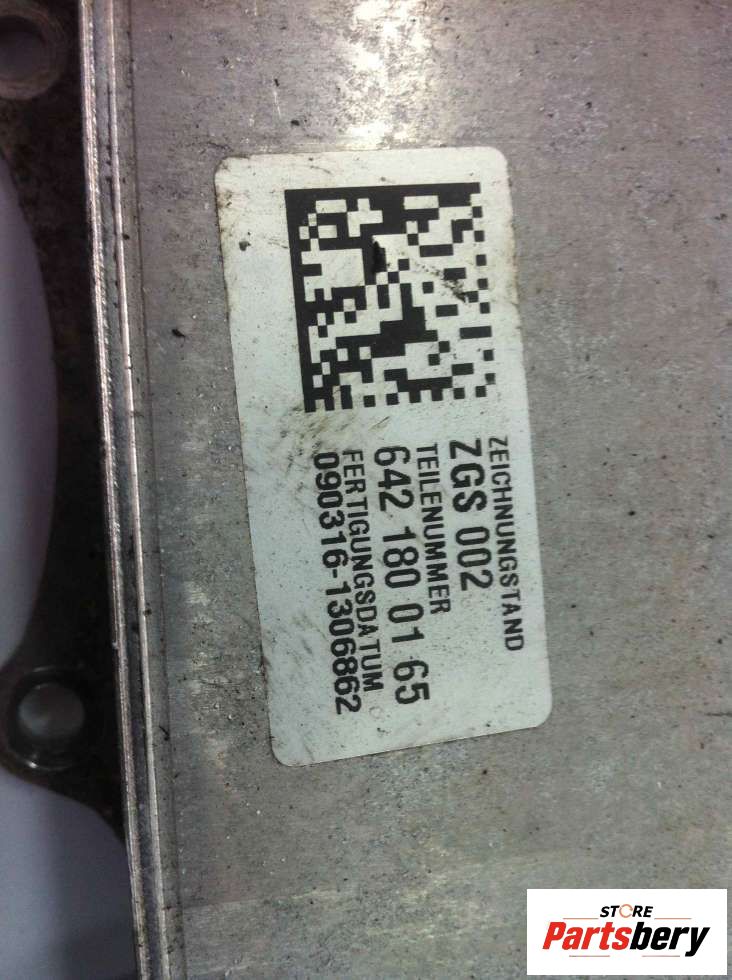 ZEICHNUNGSTAND
ZGS 002
TEILENUMMER
642 180 01 65
FERTIGUNGSDATUM
090316-1306862
STORE
Partsbery